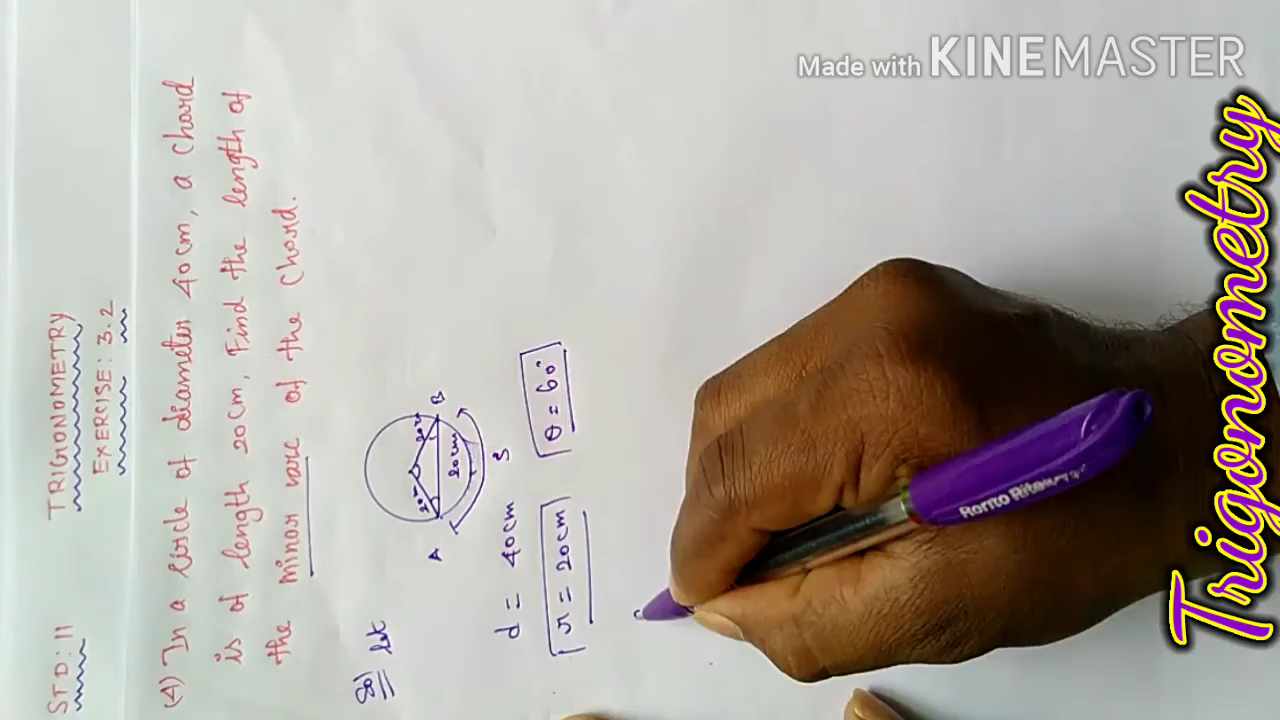 STD: 11
TRIGONOMETRY
EXERCISE: 3.2
(4) In a circle of diameter 40cm, a chord
is of length 20cm, Find the length of
the minor arc of the chord.
Sol
let
A
B
20cm
S
d = 40cm
r = 20cm
θ = 60°
Made with KINEMASTER
Rorito
Trigonometry